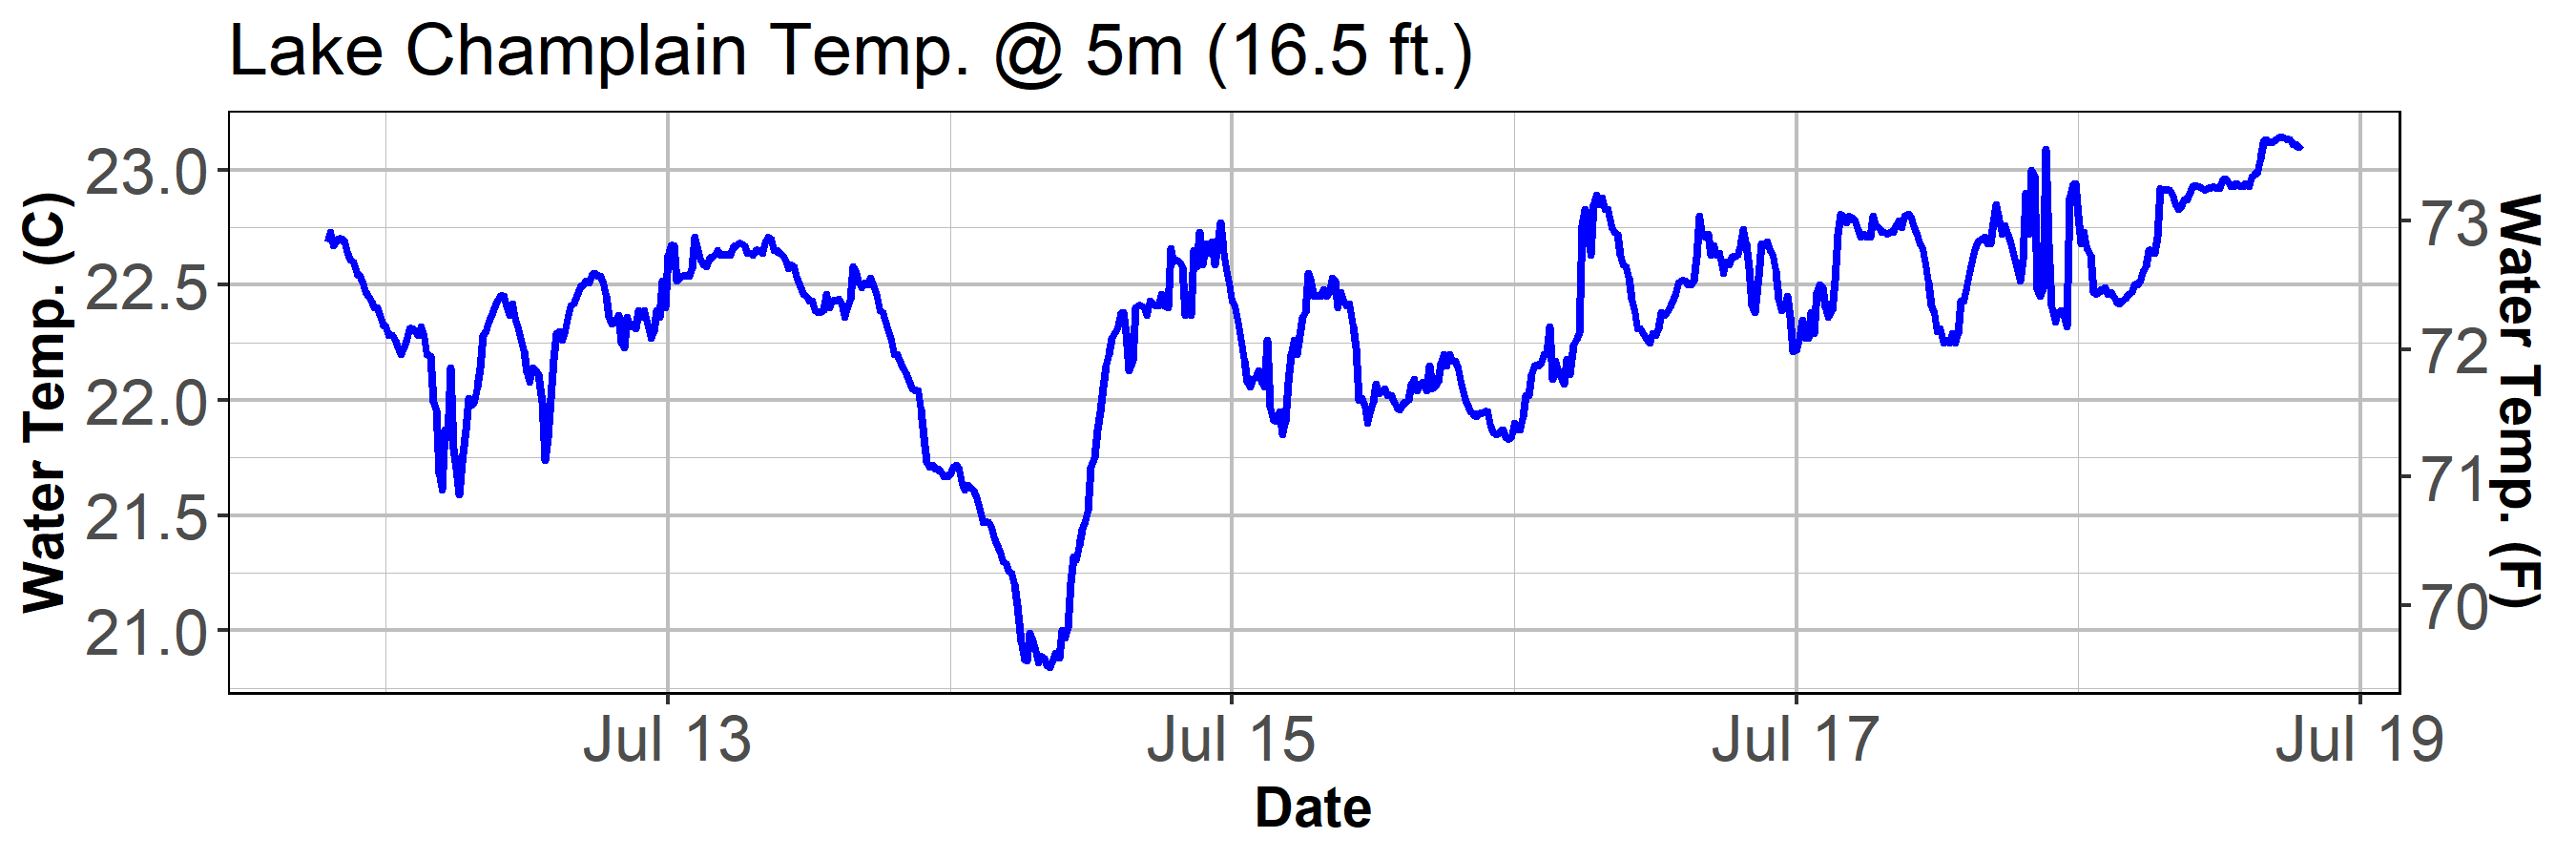 Lake Champlain Temp. @ 5m (16.5 ft.)
Water Temp. (C)
23.0
22.5
22.0
21.5
21.0
73
72
71
70
Water Temp. (F)
Jul 13
Jul 15
Jul 17
Jul 19
Date